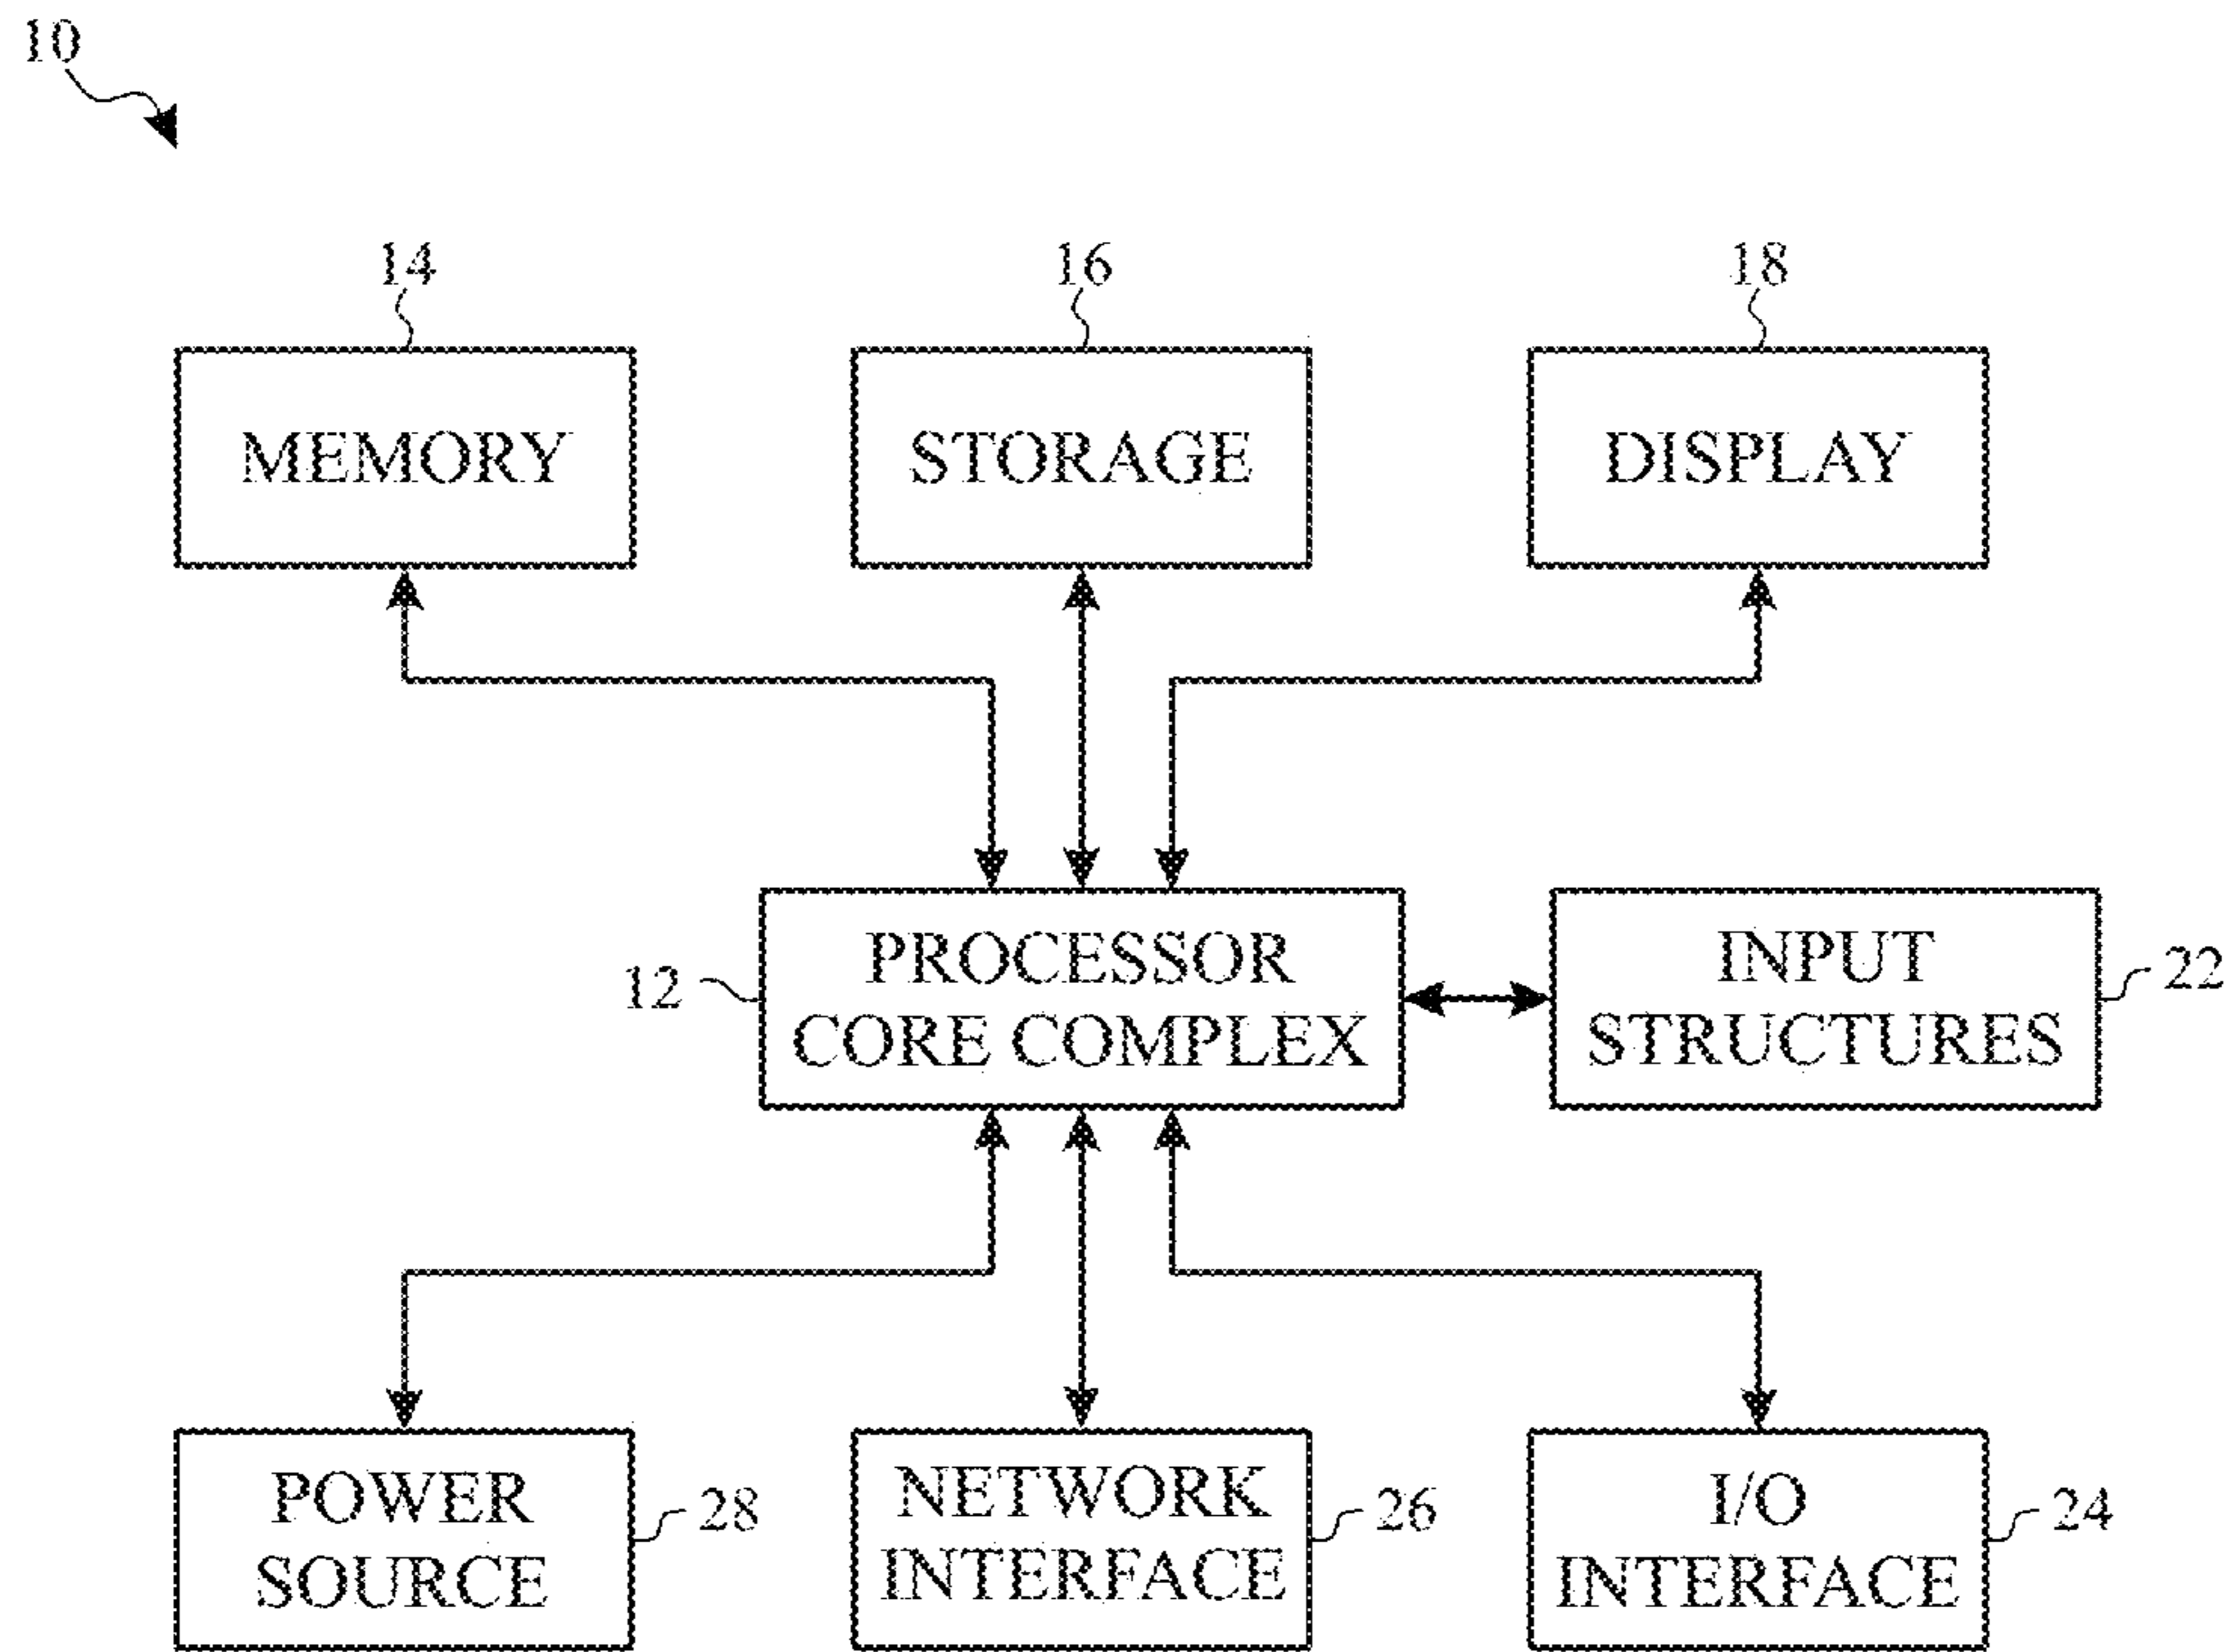 10
14
16
18
MEMORY
STORAGE
DISPLAY
12
PROCESSOR
CORE COMPLEX
INPUT
STRUCTURES
22
POWER
SOURCE
28
NETWORK
INTERFACE
26
I/O
INTERFACE
24